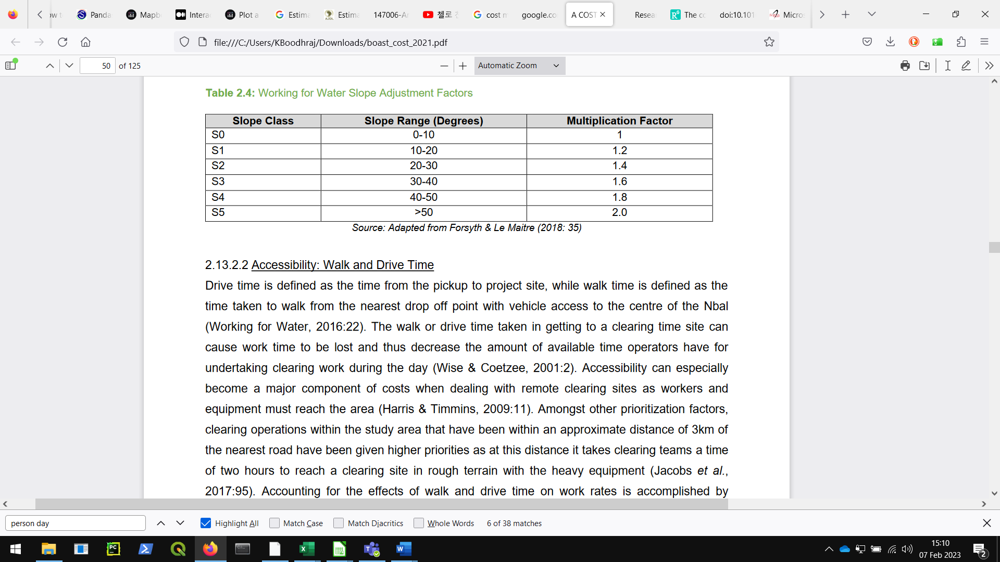 Panda
Mapb
Intera
Plot a
Estima
Estima
147006-A
첼로
cost m
google.co
A COST
Resea
The co
doi:10.101
Micro
file:///C:/Users/KBoodhraj/Downloads/boast_cost_2021.pdf
50 of 125
Automatic Zoom
Table 2.4: Working for Water Slope Adjustment Factors
Slope Class Slope Range (Degrees) Multiplication Factor
S0 0-10 1
S1 10-20 1.2
S2 20-30 1.4
S3 30-40 1.6
S4 40-50 1.8
S5 >50 2.0
Source: Adapted from Forsyth & Le Maitre (2018: 35)
2.13.2.2 Accessibility: Walk and Drive Time
Drive time is defined as the time from the pickup to project site, while walk time is defined as the
time taken to walk from the nearest drop off point with vehicle access to the centre of the Nbal
(Working for Water, 2016:22). The walk or drive time taken in getting to a clearing time site can
cause work time to be lost and thus decrease the amount of available time operators have for
undertaking clearing work during the day (Wise & Coetzee, 2001:2). Accessibility can especially
become a major component of costs when dealing with remote clearing sites as workers and
equipment must reach the area (Harris & Timmins, 2009:11). Amongst other prioritization factors,
clearing operations within the study area that have been within an approximate distance of 3km of
the nearest road have been given higher priorities as at this distance it takes clearing teams a time
of two hours to reach a clearing site in rough terrain with the heavy equipment (Jacobs et al.,
2017:95). Accounting for the effects of walk and drive time on work rates is accomplished by
person day
Highlight All
Match Case
Match Diacritics
Whole Words
6 of 38 matches
15:10
07 Feb 2023
2